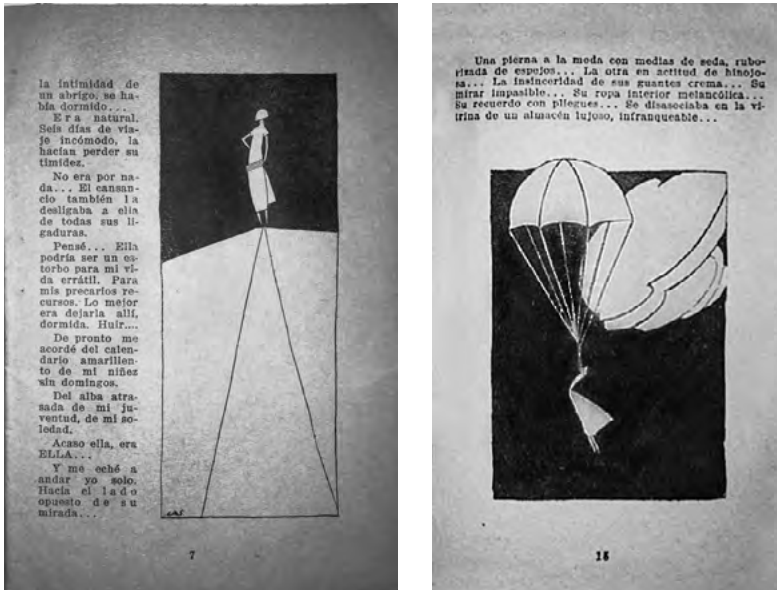 la intimidad de
un abrigo, se ha-
bía dormido...
Era natural.
Seis días de via-
je incómodo, la
hacían perder su
timidez.
No era por na-
da... El cansan-
cio también la
desligaba a ella
de todas sus li-
gaduras.
Pensé... Ella
podría ser un es-
torbo para mi vi-
da errátil. Para
mis precarios re-
cursos. Lo mejor
era dejarla allí,
dormida. Huir....
De pronto me
acordé del calen-
dario amarillen-
to de mi niñez
sin domingos.
Del alba atra-
sada de mi ju-
ventud, de mi so-
ledad.
Acaso ella, era
ELLA...
Y me eché a
andar yo solo.
Hacia el lado
opuesto de su
mirada...
CAS
7
Una pierna a la moda con medias de seda, rubo-
rizada de espejos... La otra en actitud de hinojo-
sa... La insinceridad de sus guantes crema... Su
mirar impasible... Su ropa interior melancólica...
Su recuerdo con pliegues... Se disasociaba en la vi-
trina de un almacén lujoso, infranqueable...
15